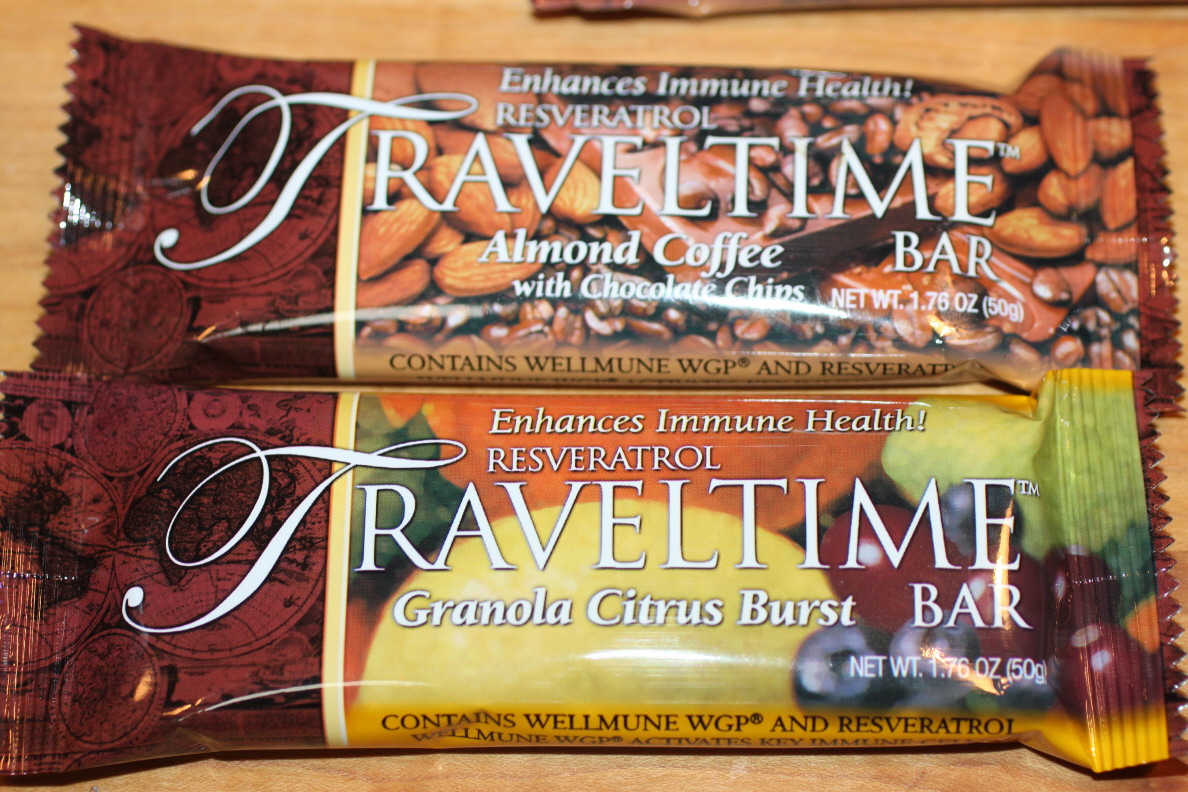 Enhances Immune Health!
RESVERATROL
TRAVELTIME™
BAR
Almond Coffee
with Chocolate Chips
NET WT. 1.76 OZ (50g)
CONTAINS WELLMUNE WGP® AND
Enhances Immune Health!
RESVERATROL
TRAVELTIME™
BAR
Granola Citrus Burst
NET WT. 1.76 OZ (50g)
CONTAINS WELLMUNE WGP® AND RESVERATROL
WELLMUNE WGP® ACTIVATES KEY IMMUNE